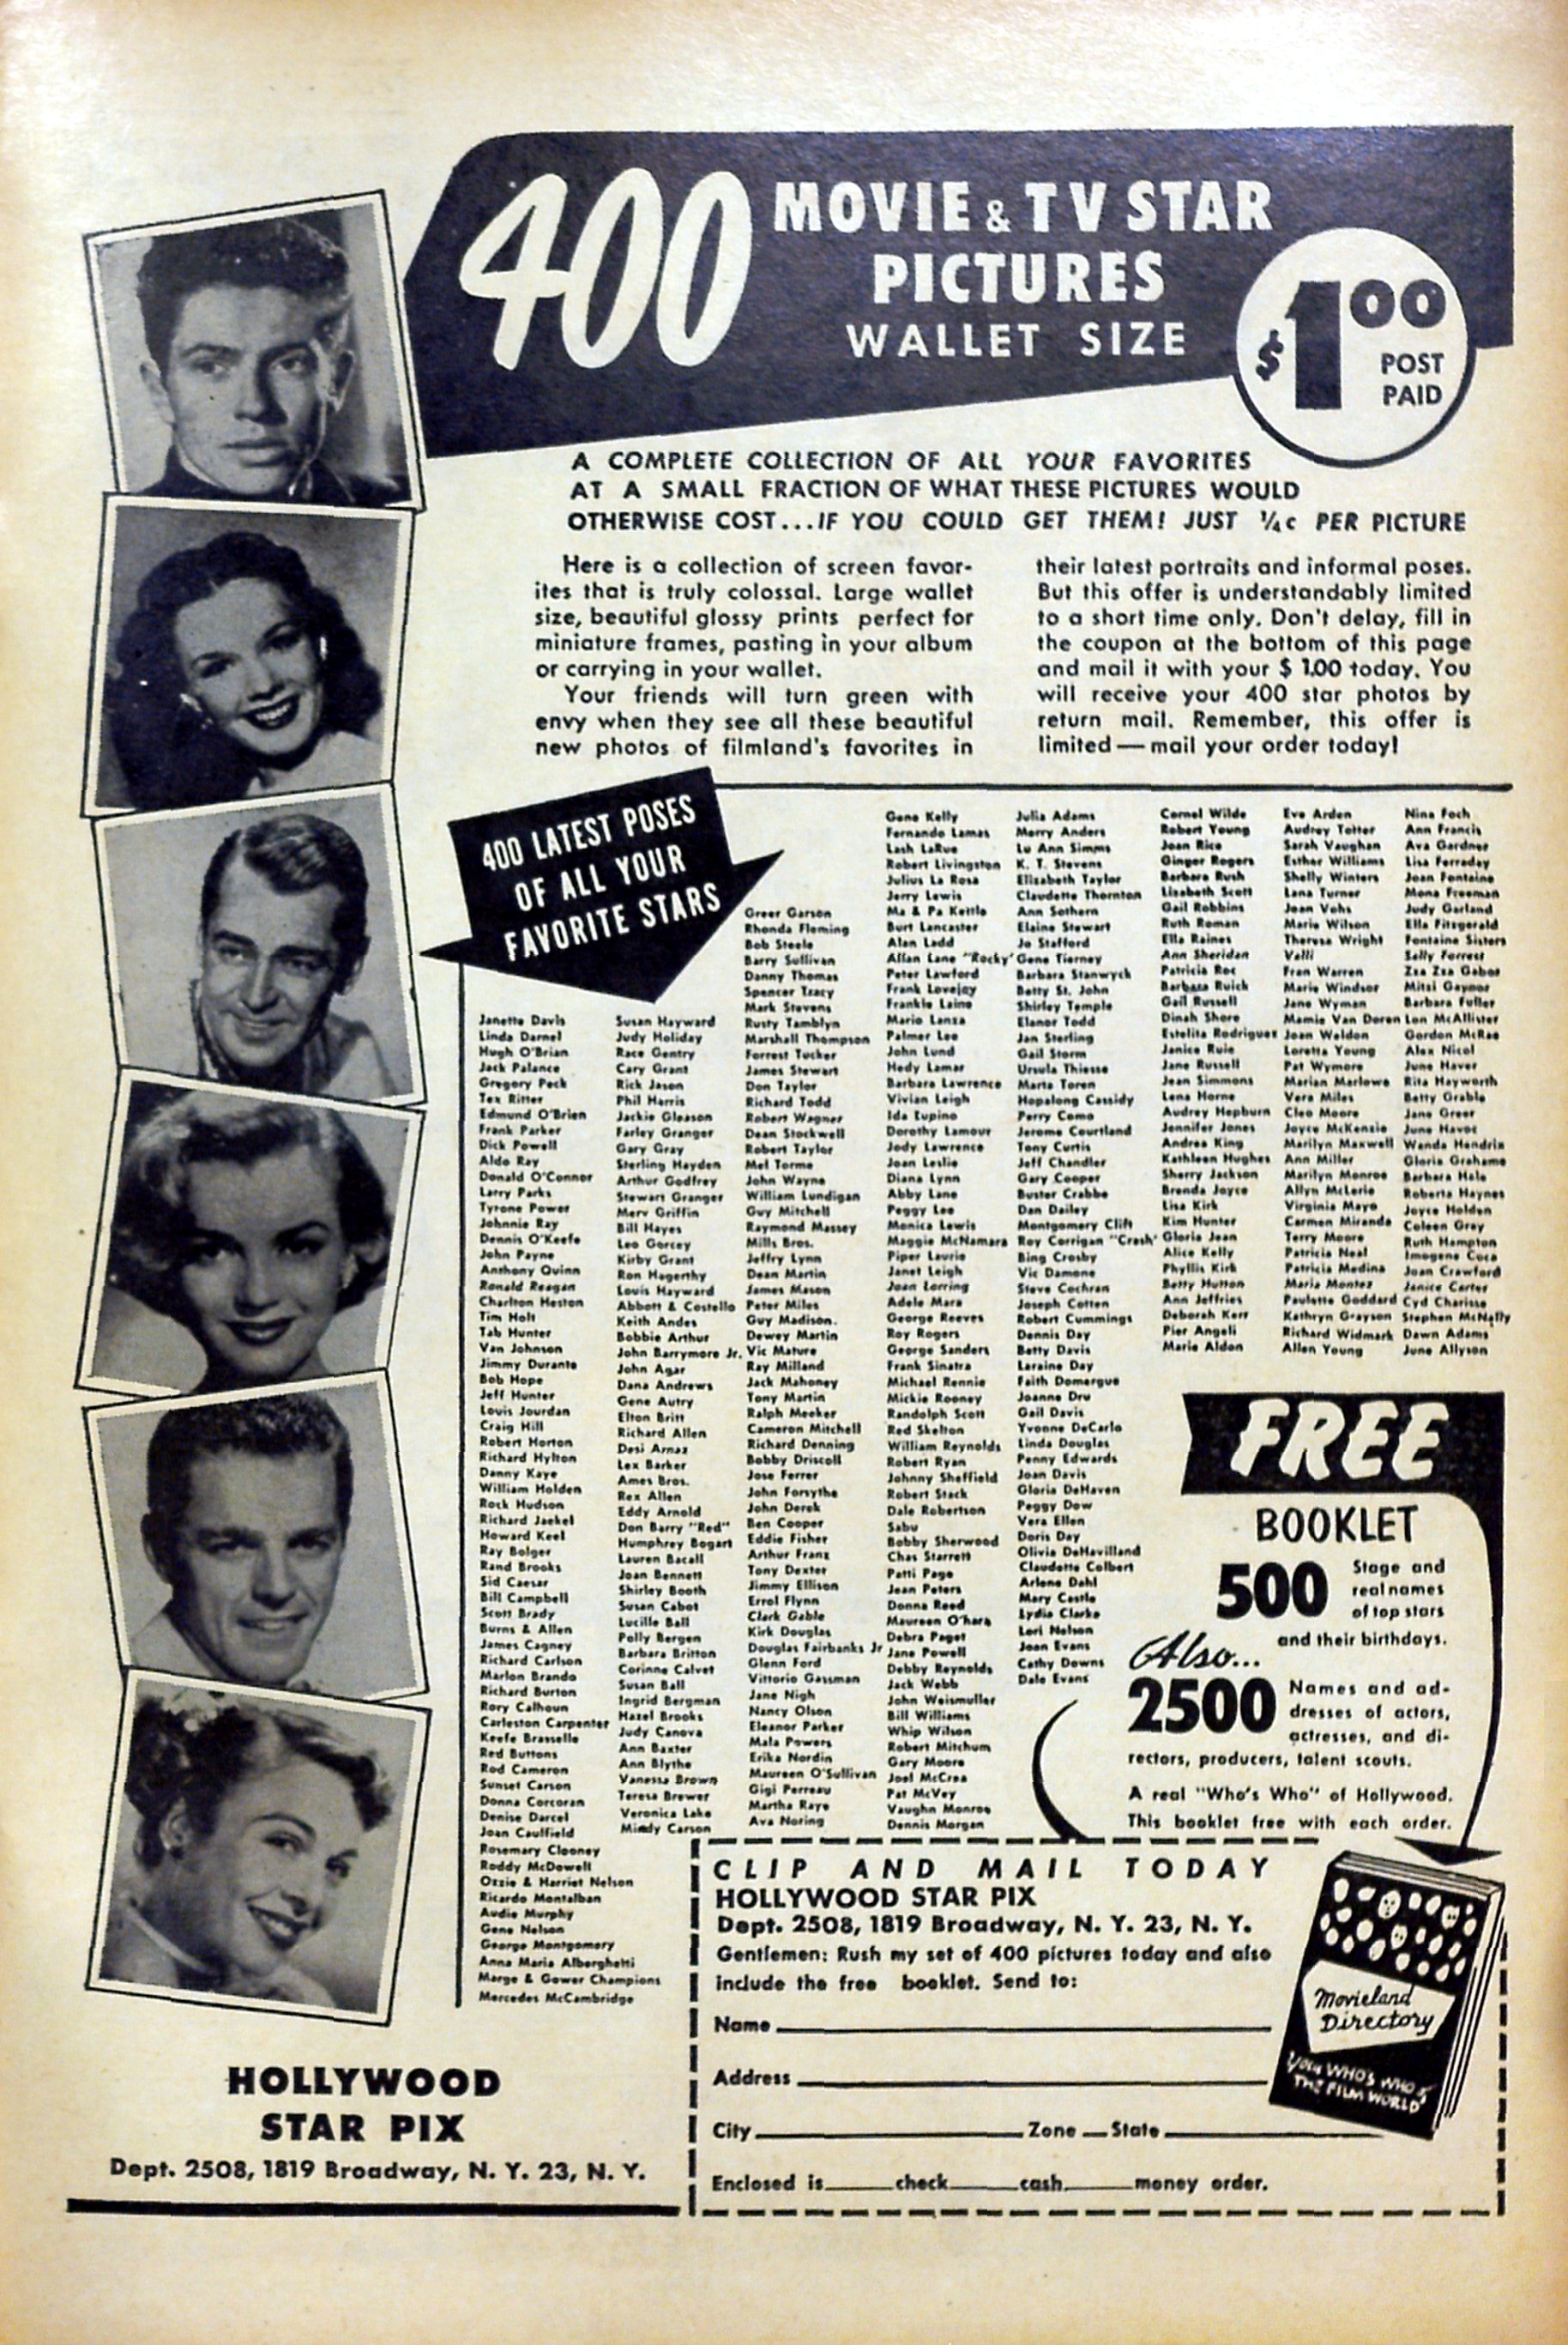 400 MOVIE & TV STAR
PICTURES
WALLET SIZE
$1.00
POST
PAID
A COMPLETE COLLECTION OF ALL YOUR FAVORITES
AT A SMALL FRACTION OF WHAT THESE PICTURES WOULD
OTHERWISE COST...IF YOU COULD GET THEM! JUST ¼c PER PICTURE
Here is a collection of screen favor-
ites that is truly colossal. Large wallet
size, beautiful glossy prints perfect for
miniature frames, pasting in your album
or carrying in your wallet.
Your friends will turn green with
envy when they see all these beautiful
new photos of filmland's favorites in
their latest portraits and informal poses.
But this offer is understandably limited
to a short time only. Don't delay, fill in
the coupon at the bottom of this page
and mail it with your $ 1.00 today. You
will receive your 400 star photos by
return mail. Remember, this offer is
limited — mail your order today!
400 LATEST POSES
OF ALL YOUR
FAVORITE STARS
Janette Davis
Linda Darnel
Hugh O'Brian
Jack Palance
Gregory Peck
Tex Ritter
Edmund O'Brien
Frank Parker
Dick Powell
Aldo Ray
Donald O'Connor
Larry Parks
Tyrone Power
Johnnie Ray
Dennis O'Keefe
John Payne
Anthony Quinn
Ronald Reagan
Charlton Heston
Tim Holt
Tab Hunter
Van Johnson
Jimmy Durante
Bob Hope
Jeff Hunter
Louis Jourdan
Craig Hill
Robert Horton
Richard Hylton
Danny Kaye
William Holden
Rock Hudson
Richard Jaekel
Howard Keel
Ray Bolger
Rand Brooks
Sid Caesar
Bill Campbell
Scott Brady
Burns & Allen
James Cagney
Richard Carlson
Marlon Brando
Richard Burton
Rory Calhoun
Carleston Carpenter
Keefe Brasselle
Red Buttons
Rod Cameron
Sunset Carson
Donna Corcoran
Denise Darcel
Joan Caulfield
Rosemary Clooney
Roddy McDowell
Ozzie & Harriet Nelson
Ricardo Montalban
Audie Murphy
Gene Nelson
George Montgomery
Anna Maria Alberghetti
Marge & Gower Champions
Mercedes McCambridge
Susan Hayward
Judy Holiday
Race Gentry
Cary Grant
Rick Jason
Phil Harris
Jackie Gleason
Farley Granger
Gary Gray
Sterling Hayden
Arthur Godfrey
Stewart Granger
Merv Griffin
Bill Hayes
Leo Gorcey
Kirby Grant
Ron Hagerthy
Louis Hayward
Abbott & Costello
Keith Andes
Bobbie Arthur
John Barrymore Jr.
John Agar
Dana Andrews
Gene Autry
Elton Britt
Richard Allen
Desi Arnaz
Lex Barker
Ames Bros.
Rex Allen
Eddy Arnold
Don Barry "Red"
Humphrey Bogart
Lauren Bacall
Joan Bennett
Shirley Booth
Susan Cabot
Lucille Ball
Polly Bergen
Barbara Britton
Corinne Calvet
Susan Ball
Ingrid Bergman
Hazel Brooks
Judy Canova
Ann Baxter
Ann Blythe
Vanessa Brown
Teresa Brewer
Veronica Lake
Mindy Carson
Greer Garson
Rhonda Fleming
Bob Steele
Barry Sullivan
Danny Thomas
Spencer Tracy
Mark Stevens
Rusty Tamblyn
Marshall Thompson
Forrest Tucker
James Stewart
Don Taylor
Richard Todd
Robert Wagner
Dean Stockwell
Robert Taylor
Mel Torme
John Wayne
William Lundigan
Guy Mitchell
Raymond Massey
Mills Bros.
Jeffry Lynn
Dean Martin
James Mason
Peter Miles
Guy Madison.
Dewey Martin
Vic Mature
Ray Milland
Jack Mahoney
Tony Martin
Ralph Meeker
Cameron Mitchell
Richard Denning
Bobby Driscoll
Jose Ferrer
John Forsythe
John Derek
Ben Cooper
Eddie Fisher
Arthur Franz
Tony Dexter
Jimmy Ellison
Errol Flynn
Clark Gable
Kirk Douglas
Douglas Fairbanks Jr
Glenn Ford
Vittorio Gassman
Jane Nigh
Nancy Olson
Eleanor Parker
Mala Powers
Erika Nordin
Maureen O'Sullivan
Gigi Perreau
Martha Raye
Ava Noring
Gene Kelly
Fernando Lamas
Lash LaRue
Robert Livingston
Julius La Rosa
Jerry Lewis
Ma & Pa Kettle
Burt Lancaster
Alan Ladd
Allan Lane "Rocky"
Peter Lawford
Frank Lovejoy
Frankie Laine
Mario Lanza
Palmer Lee
John Lund
Hedy Lamar
Barbara Lawrence
Vivian Leigh
Ida Lupino
Dorothy Lamour
Jody Lawrence
Joan Leslie
Diana Lynn
Abby Lane
Peggy Lee
Monica Lewis
Maggie McNamara
Piper Laurie
Janet Leigh
Joan Lorring
Adele Mara
George Reeves
Roy Rogers
George Sanders
Frank Sinatra
Michael Rennie
Mickie Rooney
Randolph Scott
Red Skelton
William Reynolds
Robert Ryan
Johnny Sheffield
Robert Stack
Dale Robertson
Sabu
Bobby Sherwood
Chas Starrett
Patti Page
Jean Peters
Donna Reed
Maureen O'hara
Debra Paget
Jane Powell
Debby Reynolds
Jack Webb
John Weismuller
Bill Williams
Whip Wilson
Robert Mitchum
Gary Moore
Joel McCrea
Pat McVey
Vaughn Monroe
Dennis Morgan
Julia Adams
Merry Anders
Lu Ann Simms
K. T. Stevens
Elizabeth Taylor
Claudette Thornton
Ann Sothern
Elaine Stewart
Jo Stafford
Gene Tierney
Barbara Stanwyck
Betty St. John
Shirley Temple
Elanor Todd
Jan Sterling
Gail Storm
Ursula Thiesse
Marta Toren
Hopalong Cassidy
Perry Como
Jerome Courtland
Tony Curtis
Jeff Chandler
Gary Cooper
Buster Crabbe
Dan Dailey
Montgomery Clift
Roy Corrigan "Crash"
Bing Crosby
Vic Damone
Steve Cochran
Joseph Cotten
Robert Cummings
Dennis Day
Betty Davis
Laraine Day
Faith Domergue
Joanne Dru
Gail Davis
Yvonne DeCarlo
Linda Douglas
Penny Edwards
Joan Davis
Gloria DeHaven
Peggy Dow
Vera Ellen
Doris Day
Olivia DeHavilland
Claudette Colbert
Arlene Dahl
Mary Castle
Lydia Clarke
Lori Nelson
Joan Evans
Cathy Downs
Dale Evans
Cornel Wilde
Robert Young
Joan Rice
Ginger Rogers
Barbara Rush
Lizabeth Scott
Gail Robbins
Ruth Roman
Ella Raines
Ann Sheridan
Patricia Roc
Barbara Ruick
Gail Russell
Dinah Shore
Estelita Rodriguez
Janice Ruie
Jane Russell
Jean Simmons
Lena Horne
Audrey Hepburn
Jennifer Jones
Andrea King
Kathleen Hughes
Sherry Jackson
Brenda Joyce
Lisa Kirk
Kim Hunter
Gloria Jean
Alice Kelly
Phyllis Kirk
Betty Hutton
Ann Jeffries
Deborah Kerr
Pier Angeli
Marie Aldon
Eve Arden
Audrey Totter
Sarah Vaughan
Esther Williams
Shelly Winters
Lana Turner
Joan Vohs
Marie Wilson
Theresa Wright
Valli
Fran Warren
Marie Windsor
Jane Wyman
Mamie Van Doren
Joan Weldon
Loretta Young
Pat Wymore
Marian Marlowe
Vera Miles
Cleo Moore
Joyce McKenzie
Marilyn Maxwell
Ann Miller
Marilyn Monroe
Allyn McLerie
Virginia Mayo
Carmen Miranda
Terry Moore
Patricia Neal
Patricia Medina
Maria Montez
Paulette Goddard
Kathryn Grayson
Richard Widmark
Allen Young
Nina Foch
Ann Francis
Ava Gardner
Lisa Ferraday
Joan Fontaine
Mona Freeman
Judy Garland
Ella Fitzgerald
Fontaine Sisters
Sally Forrest
Zsa Zsa Gabor
Mitzi Gaynor
Barbara Fuller
Lon McAllister
Gordon McRae
Alex Nicol
June Haver
Rita Hayworth
Betty Grable
Jane Greer
June Havoc
Wanda Hendrix
Gloria Grahame
Barbara Hale
Roberta Haynes
Joyce Holden
Coleen Gray
Ruth Hampton
Imogene Coca
Joan Crawford
Janice Carter
Cyd Charisse
Stephen McNally
Dawn Adams
June Allyson
FREE
BOOKLET
500 Stage and
real names
of top stars
and their birthdays.
Also...
2500 Names and ad-
dresses of actors,
actresses, and di-
rectors, producers, talent scouts.
A real "Who's Who" of Hollywood.
This booklet free with each order.
CLIP AND MAIL TODAY
HOLLYWOOD STAR PIX
Dept. 2508, 1819 Broadway, N. Y. 23, N. Y.
Gentlemen: Rush my set of 400 pictures today and also
include the free booklet. Send to:
Name
Address
City Zone State
Enclosed is check cash money order.
Movieland
Directory
Your WHO'S WHO of
THE FILM WORLD
HOLLYWOOD
STAR PIX
Dept. 2508, 1819 Broadway, N. Y. 23, N. Y.